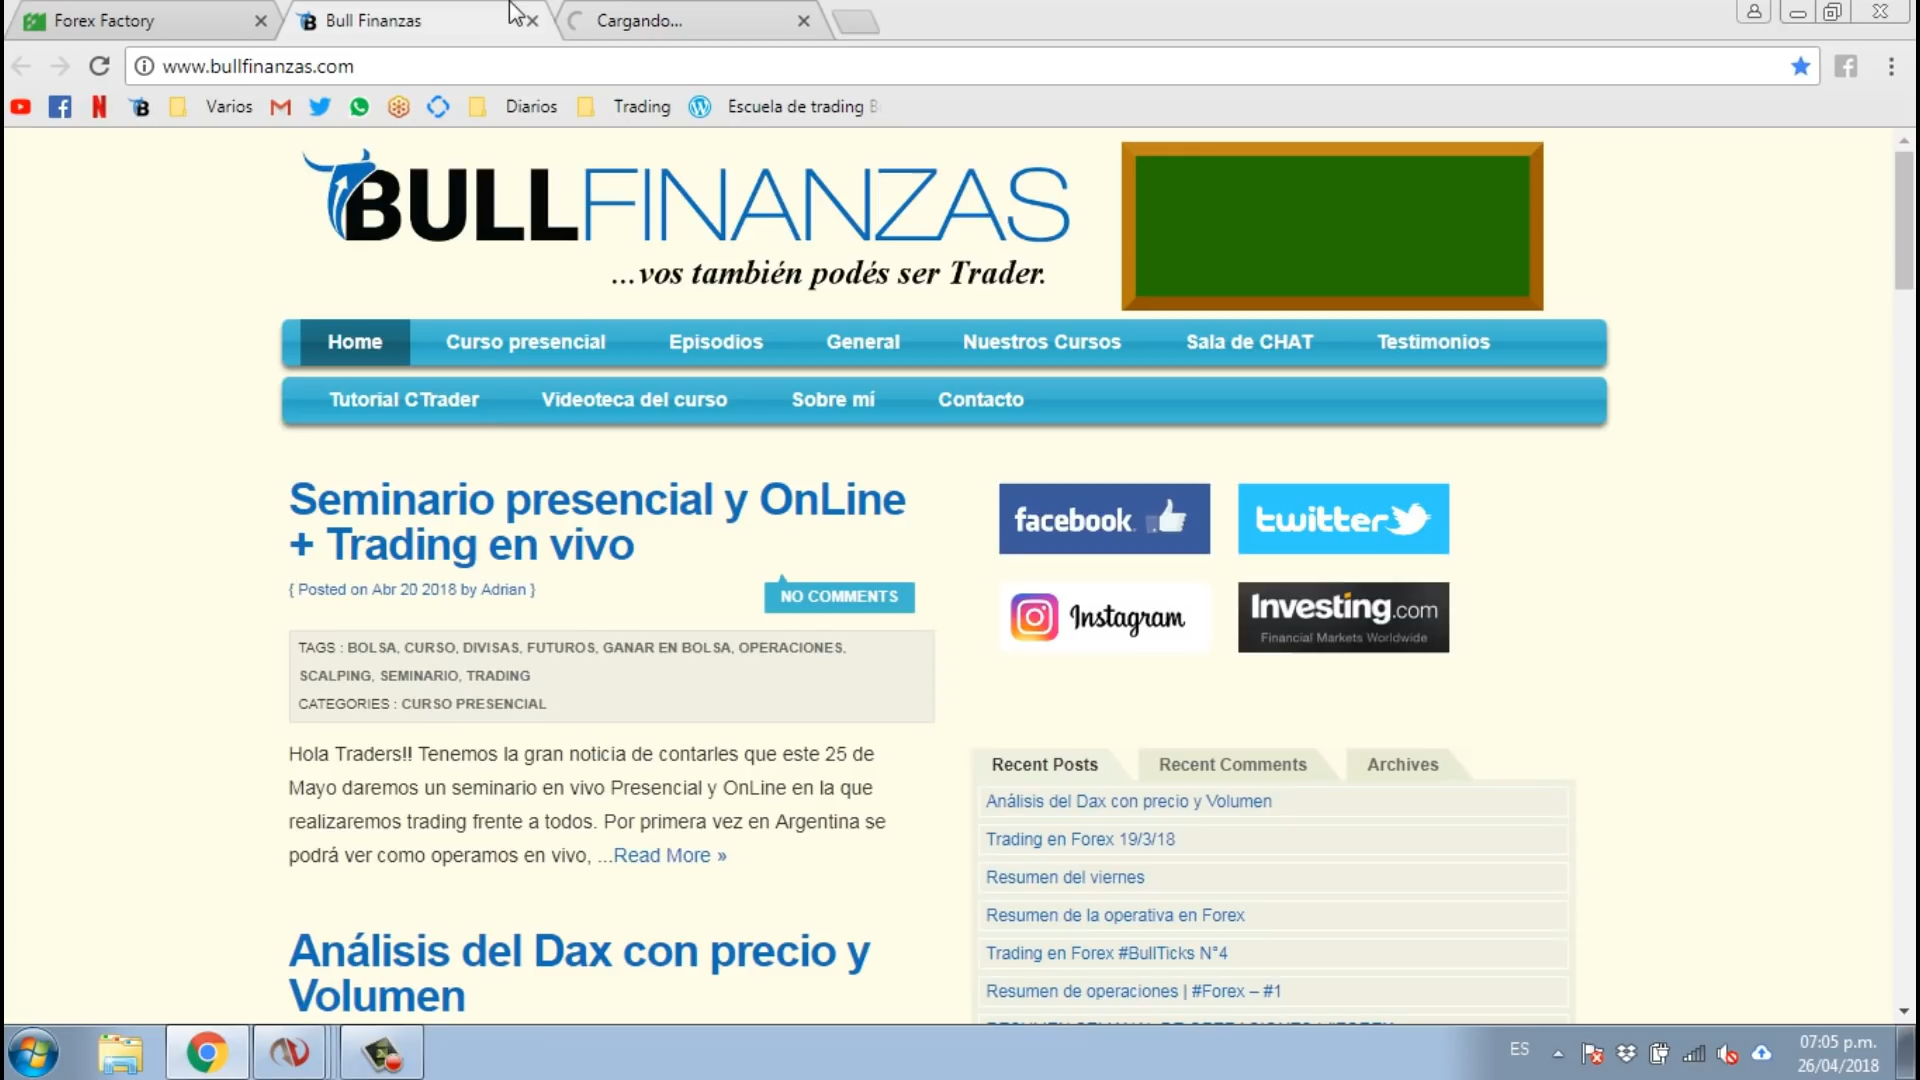 Forex Factory
Bull Finanzas
Cargando...
www.bullfinanzas.com
Varios
Diarios
Trading
Escuela de trading
BULLFINANZAS
...vos también podés ser Trader.
Home
Curso presencial
Episodios
General
Nuestros Cursos
Sala de CHAT
Testimonios
Tutorial CTrader
Videoteca del curso
Sobre mí
Contacto
Seminario presencial y OnLine
+ Trading en vivo
{ Posted on Abr 20 2018 by Adrian }
NO COMMENTS
TAGS : BOLSA, CURSO, DIVISAS, FUTUROS, GANAR EN BOLSA, OPERACIONES,
SCALPING, SEMINARIO, TRADING
CATEGORIES : CURSO PRESENCIAL
Hola Traders!! Tenemos la gran noticia de contarles que este 25 de
Mayo daremos un seminario en vivo Presencial y OnLine en la que
realizaremos trading frente a todos. Por primera vez en Argentina se
podrá ver como operamos en vivo, ...Read More »
Análisis del Dax con precio y
Volumen
facebook
twitter
Instagram
Investing.com
Financial Markets Worldwide
Recent Posts
Recent Comments
Archives
Análisis del Dax con precio y Volumen
Trading en Forex 19/3/18
Resumen del viernes
Resumen de la operativa en Forex
Trading en Forex #BullTicks N°4
Resumen de operaciones | #Forex – #1
ES
07:05 p.m.
26/04/2018